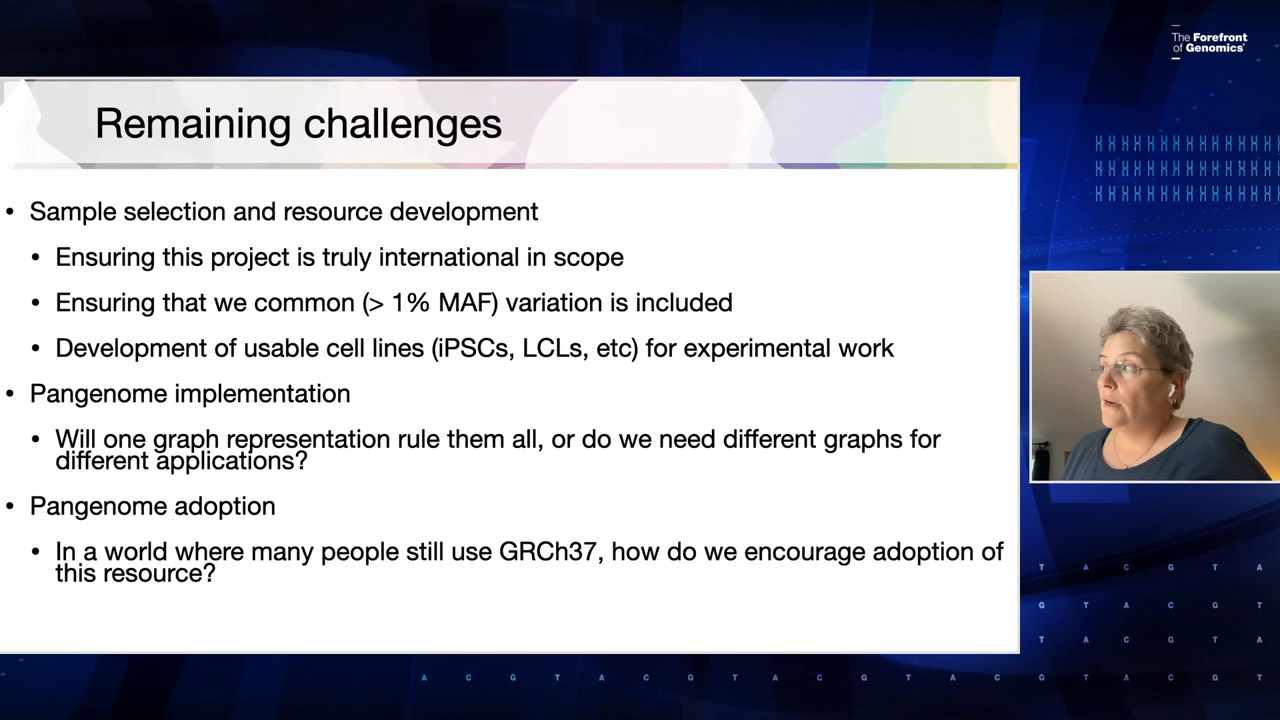 The Forefront
of Genomics
Remaining challenges
• Sample selection and resource development
• Ensuring this project is truly international in scope
• Ensuring that we common (> 1% MAF) variation is included
• Development of usable cell lines (iPSCs, LCLs, etc) for experimental work
• Pangenome implementation
• Will one graph representation rule them all, or do we need different graphs for
different applications?
• Pangenome adoption
• In a world where many people still use GRCh37, how do we encourage adoption of
this resource?
T A C G T A
G T A C G T
T A C G T A
A C G T A C G T A C G T A C G T A C G T